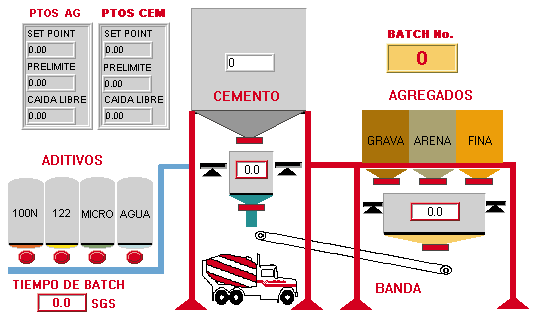 PTOS AG
PTOS CEM
SET POINT
0.00
PRELIMITE
0.00
CAIDA LIBRE
0.00
SET POINT
0.00
PRELIMITE
0.00
CAIDA LIBRE
0.00
0
CEMENTO
BATCH No.
0
AGREGADOS
GRAVA
ARENA
FINA
ADITIVOS
0.0
0.0
100N
122
MICRO
AGUA
TIEMPO DE BATCH
0.0 SGS
BANDA